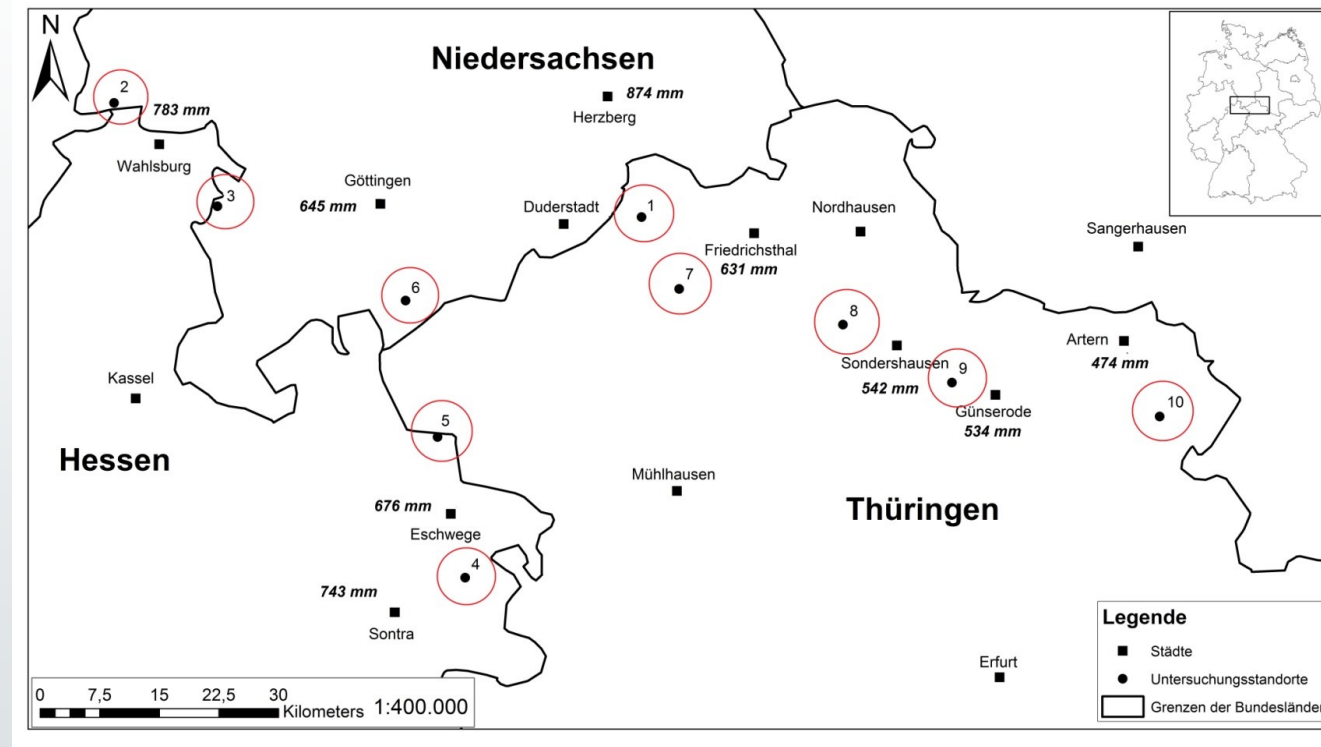 N
Niedersachsen
2
783 mm
874 mm
Herzberg
Wahlsburg
Göttingen
645 mm
3
Duderstadt
1
Nordhausen
Friedrichsthal
631 mm
Sangerhausen
7
6
8
Sondershausen
542 mm
Artern
474 mm
Kassel
9
Günserode
534 mm
10
5
Hessen
Mühlhausen
Thüringen
676 mm
Eschwege
4
743 mm
Sontra
Erfurt
Legende
Städte
Untersuchungsstandorte
Grenzen der Bundesländer
0 7,5 15 22,5 30
Kilometers 1:400.000